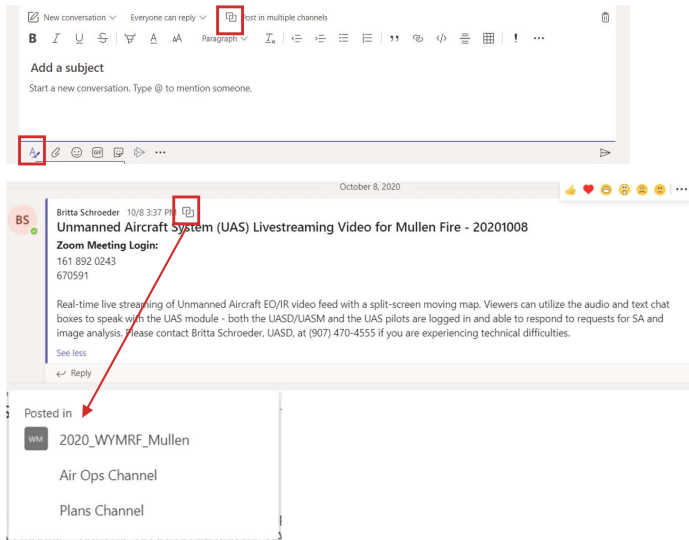 New conversation Everyone can reply Post in multiple channels
B I U S A A AA Paragraph Ix
Add a subject
Start a new conversation. Type @ to mention someone.
A GIF
October 8, 2020
BS
Britta Schroeder 10/8 3:37 PM
Unmanned Aircraft System (UAS) Livestreaming Video for Mullen Fire - 20201008
Zoom Meeting Login:
161 892 0243
670591
Real-time live streaming of Unmanned Aircraft EO/IR video feed with a split-screen moving map. Viewers can utilize the audio and text chat
boxes to speak with the UAS module - both the UASD/UASM and the UAS pilots are logged in and able to respond to requests for SA and
image analysis. Please contact Britta Schroeder, UASD, at (907) 470-4555 if you are experiencing technical difficulties.
See less
Reply
Posted in
WM 2020_WYMRF_Mullen
Air Ops Channel
Plans Channel